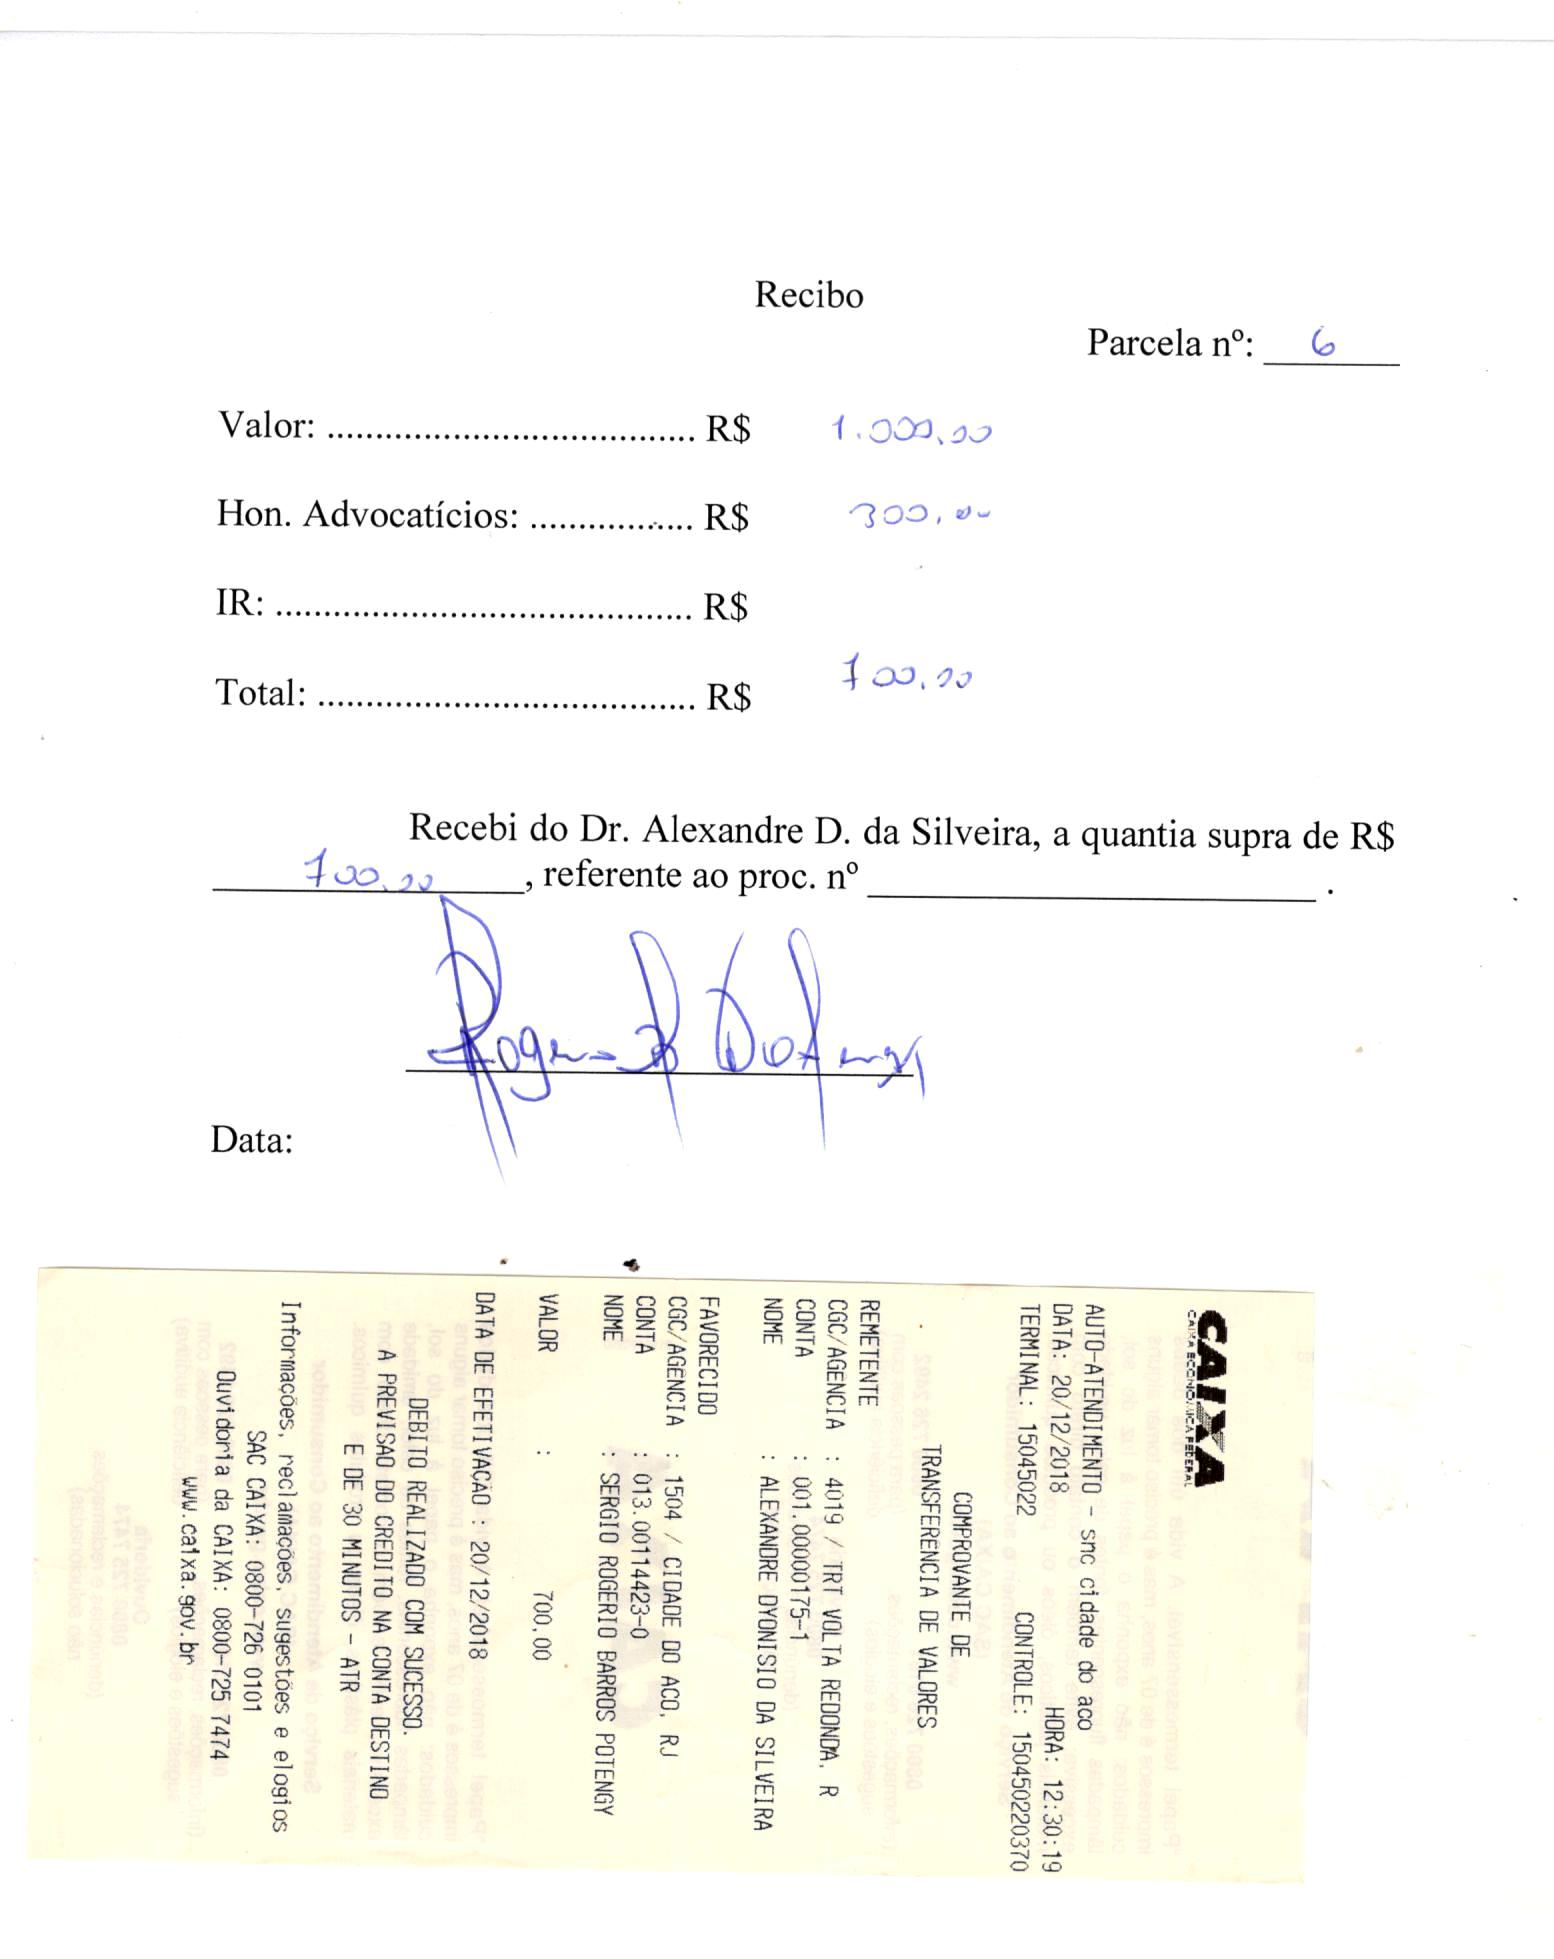 Recibo
Parcela nº: 6
Valor: ...................................... R$ 1.000,00
Hon. Advocatícios: ................. R$ 300,00
IR: ........................................... R$
Total: ....................................... R$ 700,00
Recebi do Dr. Alexandre D. da Silveira, a quantia supra de R$
700,00, referente ao proc. nº ______________________ .
Data:
CAIXA
CAIXA ECONÔMICA FEDERAL
AUTO-ATENDIMENTO - snc cidade do aco
DATA: 20/12/2018 HORA: 12:30:19
TERMINAL: 15045022 CONTROLE: 150450220370
COMPROVANTE DE
TRANSFERENCIA DE VALORES
REMETENTE
CGC/AGENCIA : 4019 / TRT VOLTA REDONDA, R
CONTA : 001.00000175-1
NOME : ALEXANDRE DYONISIO DA SILVEIRA
FAVORECIDO
CGC/AGENCIA : 1504 / CIDADE DO ACO, RJ
CONTA : 013.00114423-0
NOME : SERGIO ROGERIO BARROS POTENGY
VALOR : 700,00
DATA DE EFETIVACAO : 20/12/2018
DEBITO REALIZADO COM SUCESSO.
A PREVISAO DO CREDITO NA CONTA DESTINO
E DE 30 MINUTOS - ATR
Informações, reclamações, sugestões e elogios
SAC CAIXA: 0800-726 0101
Ouvidoria da CAIXA: 0800-725 7474
www.caixa.gov.br